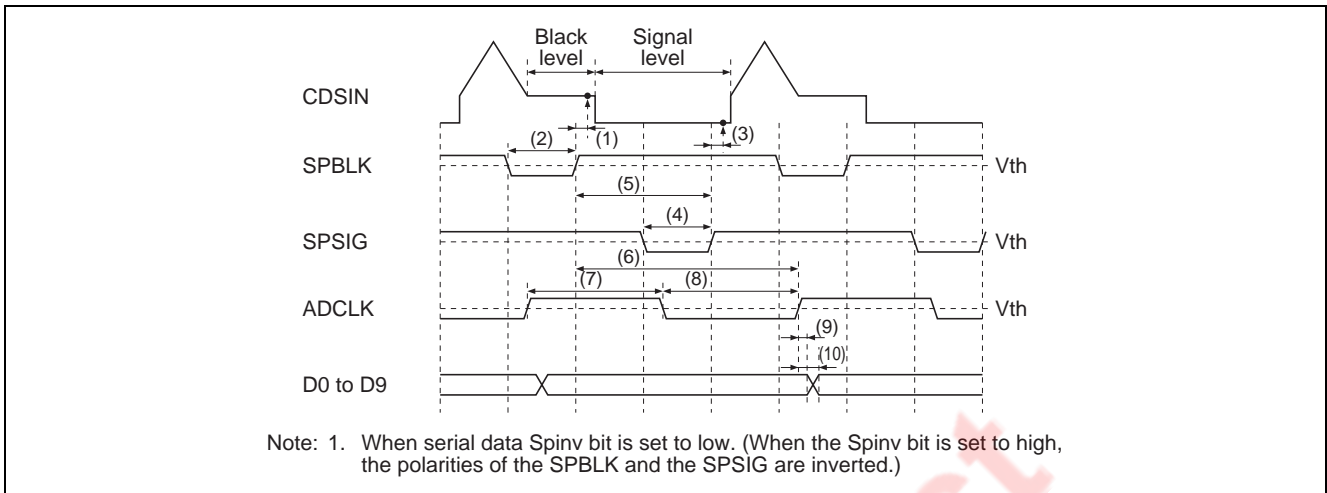 Black level
Signal level
CDSIN
(1)
(3)
(2)
SPBLK
Vth
(5)
(4)
SPSIG
Vth
(6)
(7)
(8)
ADCLK
Vth
(9)
(10)
D0 to D9
Note: 1. When serial data Spinv bit is set to low. (When the Spinv bit is set to high,
the polarities of the SPBLK and the SPSIG are inverted.)